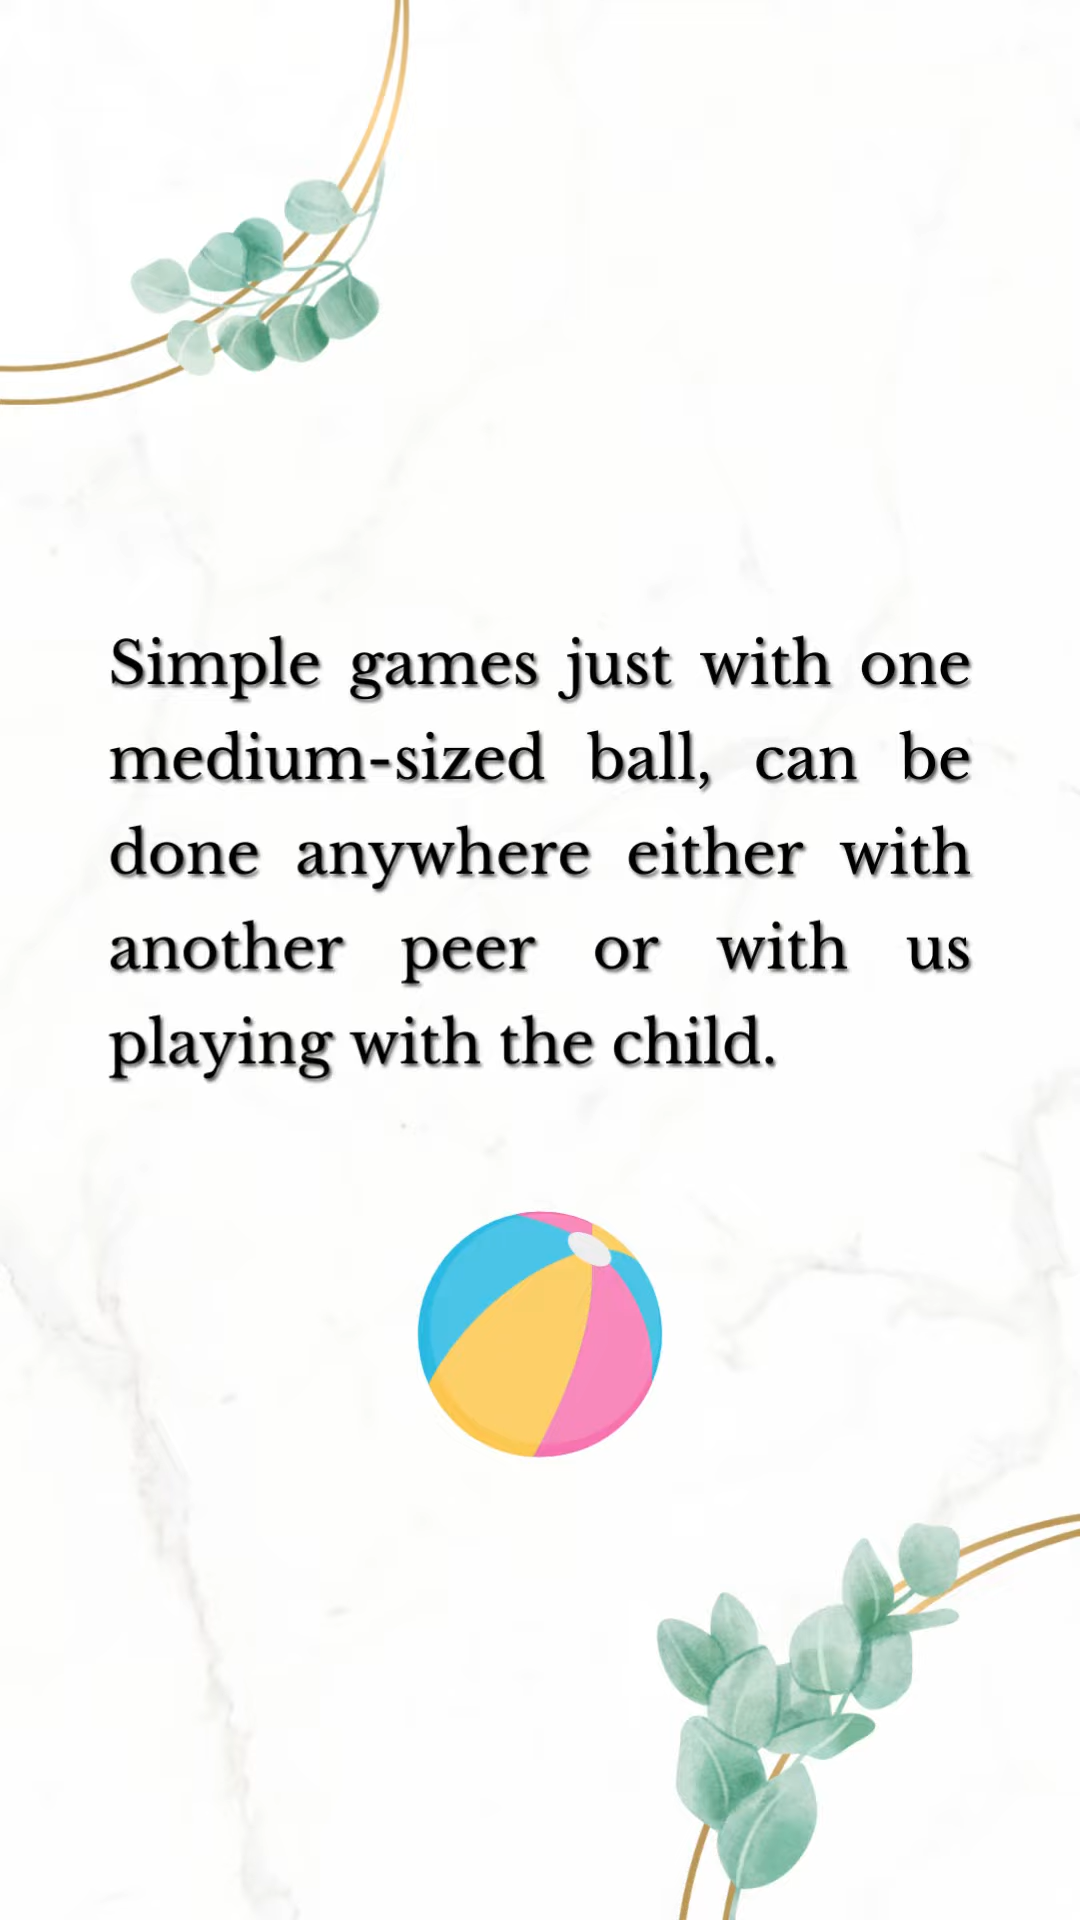 Simple games just with one
medium-sized ball, can be
done anywhere either with
another peer or with us
playing with the child.